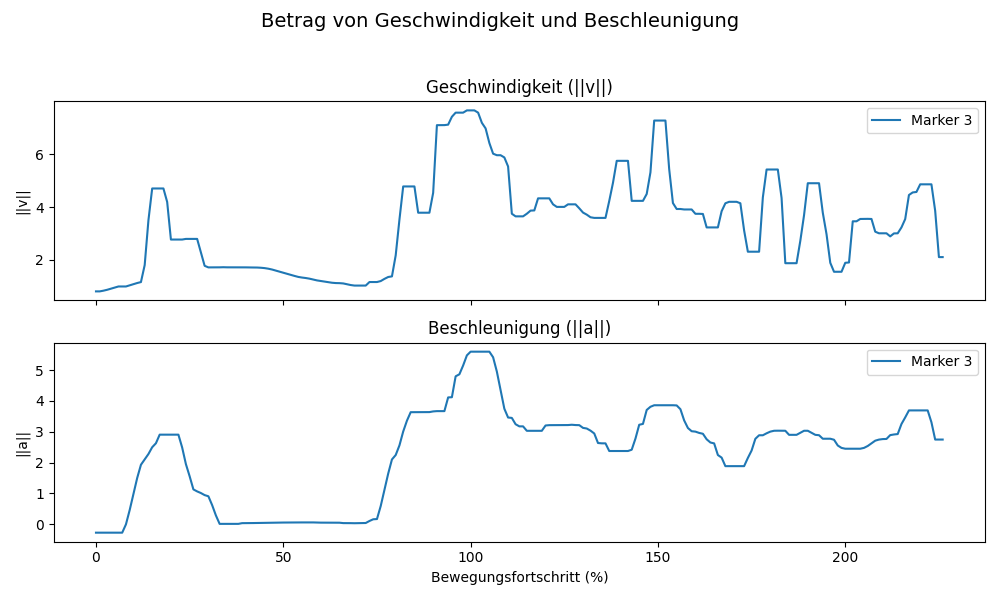 Betrag von Geschwindigkeit und Beschleunigung
Geschwindigkeit (||v||)
Marker 3
6
4
2
||v||
Beschleunigung (||a||)
Marker 3
5
4
3
2
1
0
||a||
0 50 100 150 200
Bewegungsfortschritt (%)